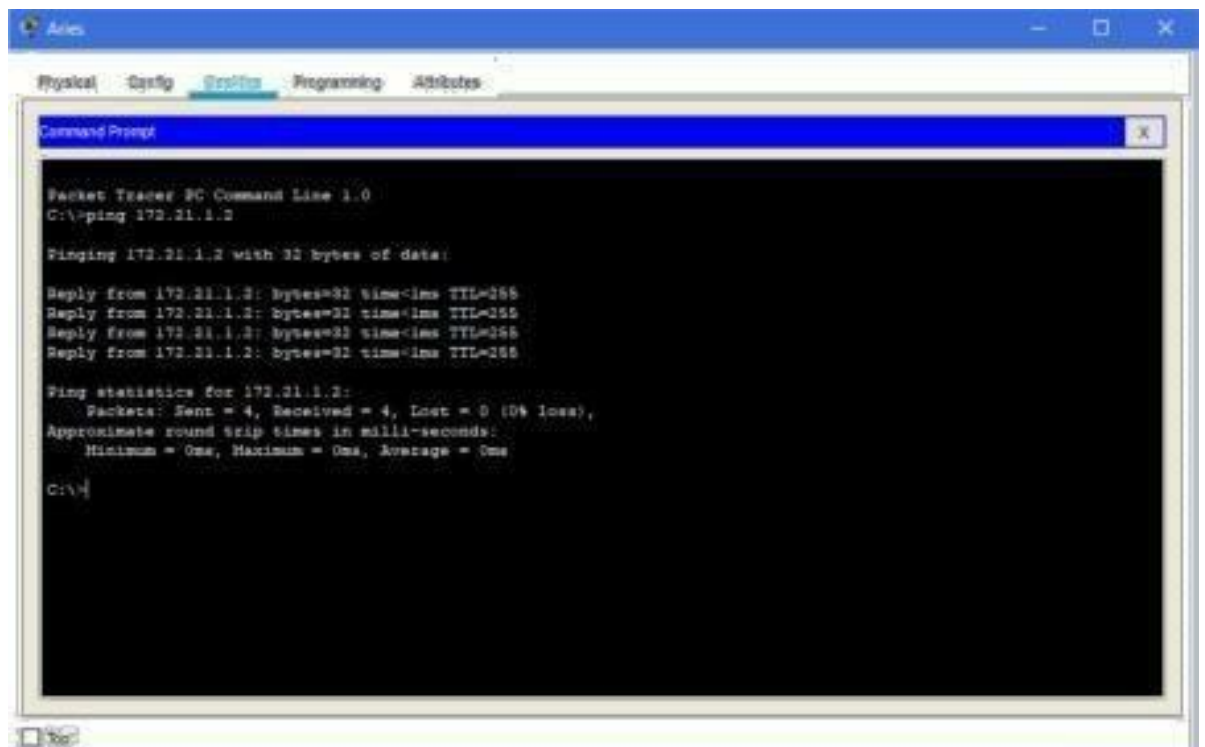 Aries
Physical Config Desktop Programming Attributes
Command Prompt
X
Packet Tracer PC Command Line 1.0
C:\>ping 172.21.1.2
Pinging 172.21.1.2 with 32 bytes of data:
Reply from 172.21.1.2: bytes=32 time<1ms TTL=255
Reply from 172.21.1.2: bytes=32 time<1ms TTL=255
Reply from 172.21.1.2: bytes=32 time<1ms TTL=255
Reply from 172.21.1.2: bytes=32 time<1ms TTL=255
Ping statistics for 172.21.1.2:
Packets: Sent = 4, Received = 4, Lost = 0 (0% loss),
Approximate round trip times in milli-seconds:
Minimum = 0ms, Maximum = 0ms, Average = 0ms
C:\>
Top